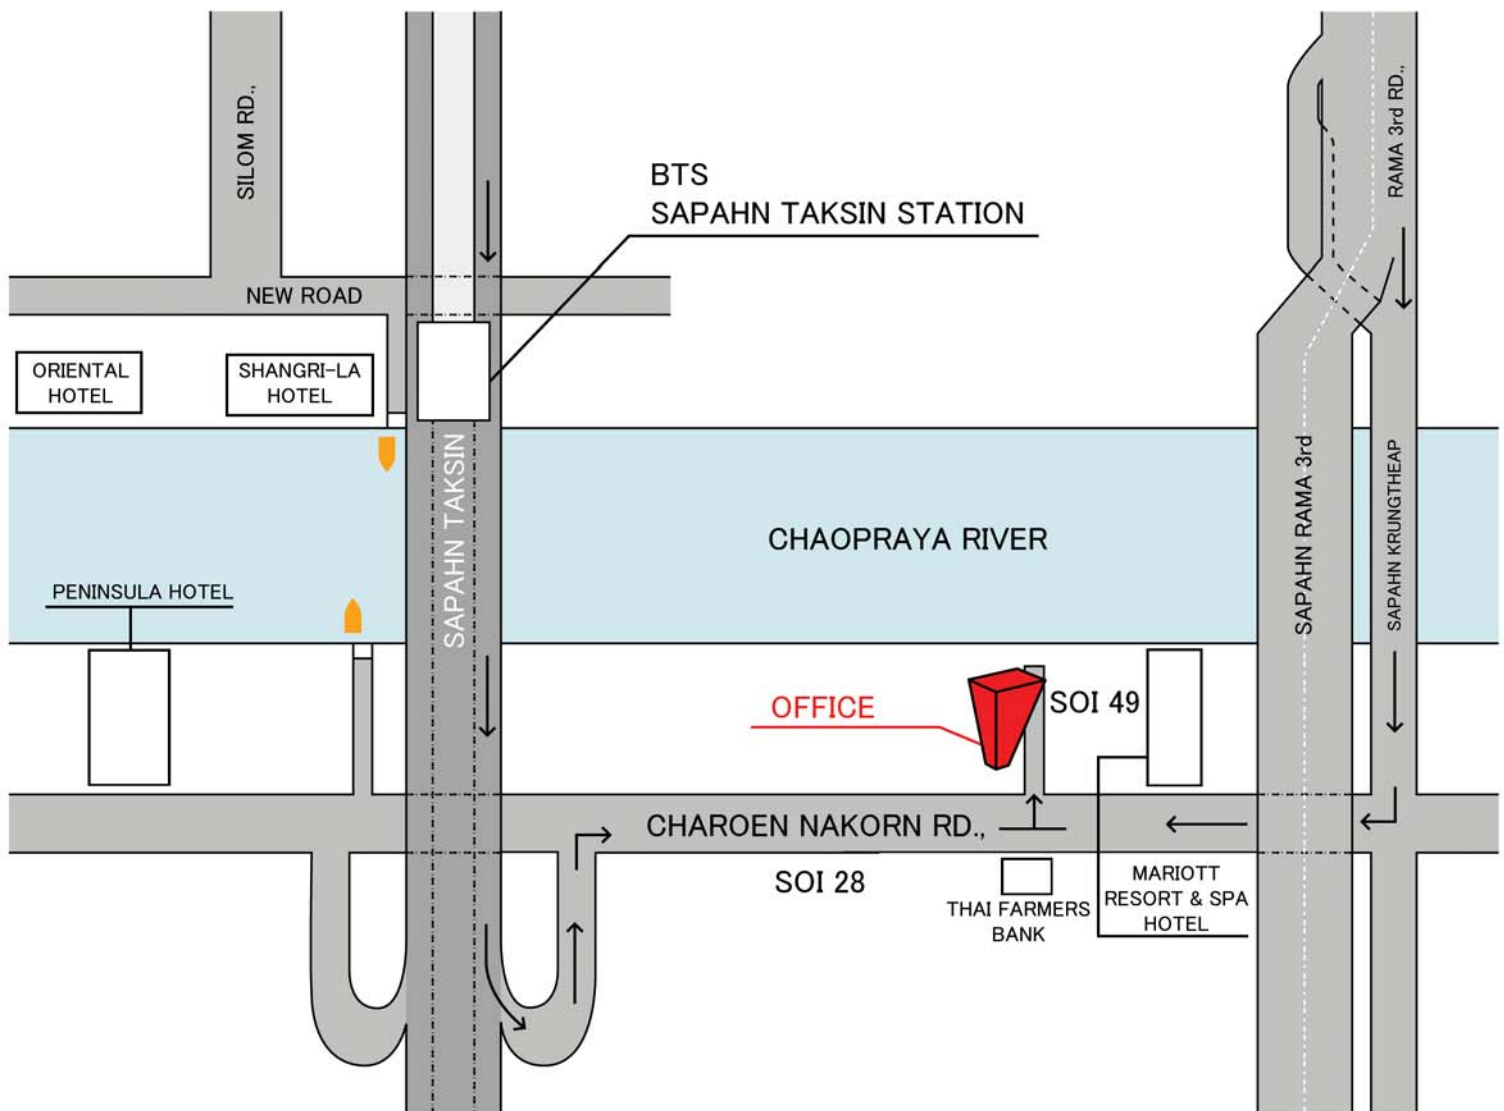 SILOM RD.,
RAMA 3rd RD.,
BTS
SAPAHN TAKSIN STATION
NEW ROAD
ORIENTAL
HOTEL
SHANGRI-LA
HOTEL
SAPAHN TAKSIN
CHAOPRAYA RIVER
SAPAHN RAMA 3rd
SAPAHN KRUNGTHEAP
PENINSULA HOTEL
OFFICE
SOI 49
CHAROEN NAKORN RD.,
SOI 28
THAI FARMERS
BANK
MARIOTT
RESORT & SPA
HOTEL